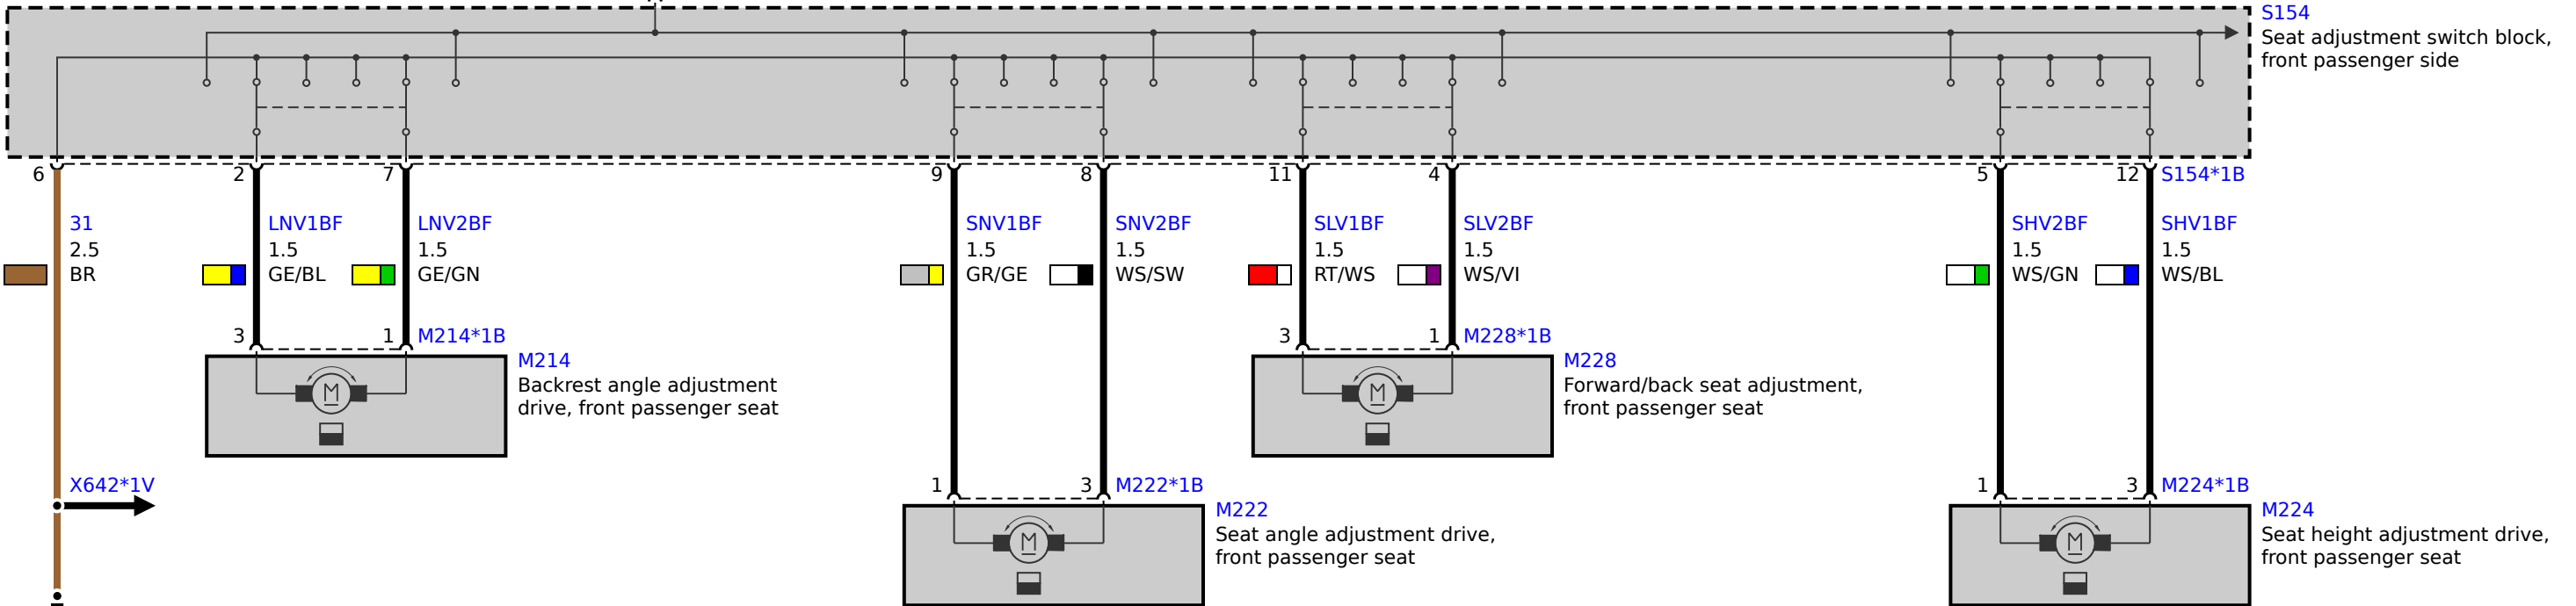 S154
Seat adjustment switch block,
front passenger side
6
2
7
9
8
11
4
5
12
S154*1B
31
2.5
BR
LNV1BF
1.5
GE/BL
LNV2BF
1.5
GE/GN
SNV1BF
1.5
GR/GE
SNV2BF
1.5
WS/SW
SLV1BF
1.5
RT/WS
SLV2BF
1.5
WS/VI
SHV2BF
1.5
WS/GN
SHV1BF
1.5
WS/BL
3
1
M214*1B
M214
Backrest angle adjustment
drive, front passenger seat
M
3
1
M228*1B
M228
Forward/back seat adjustment,
front passenger seat
M
X642*1V
1
3
M222*1B
M222
Seat angle adjustment drive,
front passenger seat
M
1
3
M224*1B
M224
Seat height adjustment drive,
front passenger seat
M